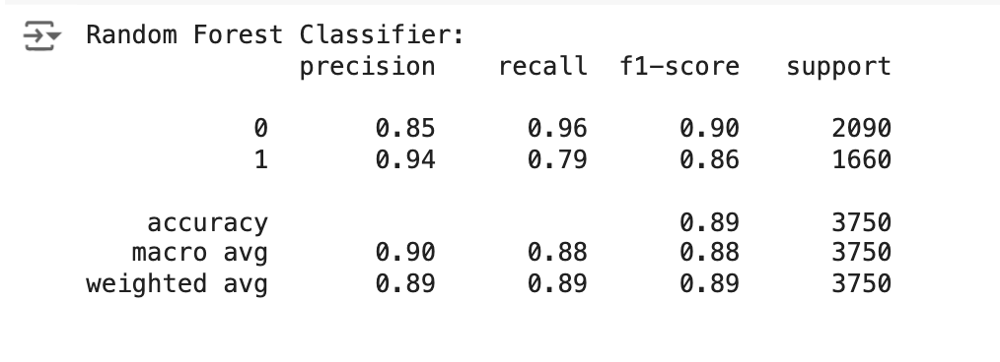 Random Forest Classifier:
precision recall f1-score support
0 0.85 0.96 0.90 2090
1 0.94 0.79 0.86 1660
accuracy 0.89 3750
macro avg 0.90 0.88 0.88 3750
weighted avg 0.89 0.89 0.89 3750